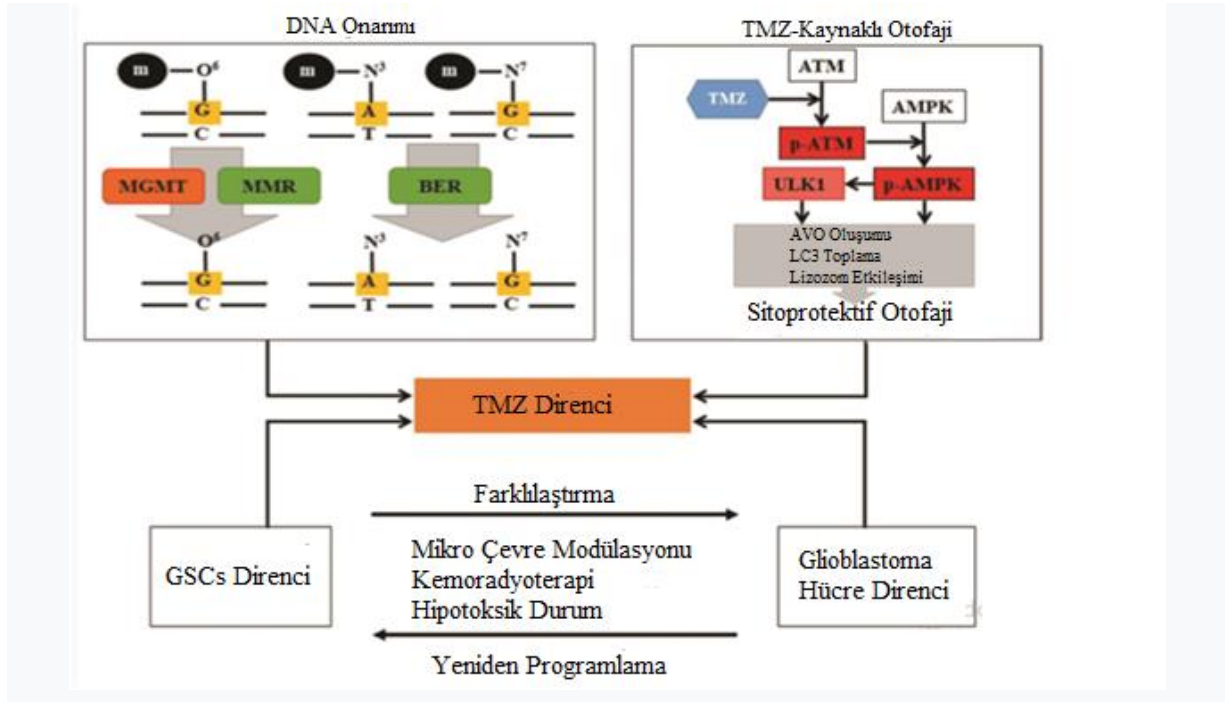 DNA Onarımı
m O⁶
G
C
m N³
A
T
m N⁷
G
C
MGMT
MMR
BER
O⁶
G
C
N³
A
T
N⁷
G
C
TMZ-Kaynaklı Otofaji
ATM
TMZ
AMPK
p-ATM
ULK1
p-AMPK
AVO Oluşumu
LC3 Toplama
Lizozom Etkileşimi
Sitoprotektif Otofaji
TMZ Direnci
Farklılaştırma
GSCs Direnci
Mikro Çevre Modülasyonu
Kemoradyoterapi
Hipotoksik Durum
Glioblastoma
Hücre Direnci
Yeniden Programlama